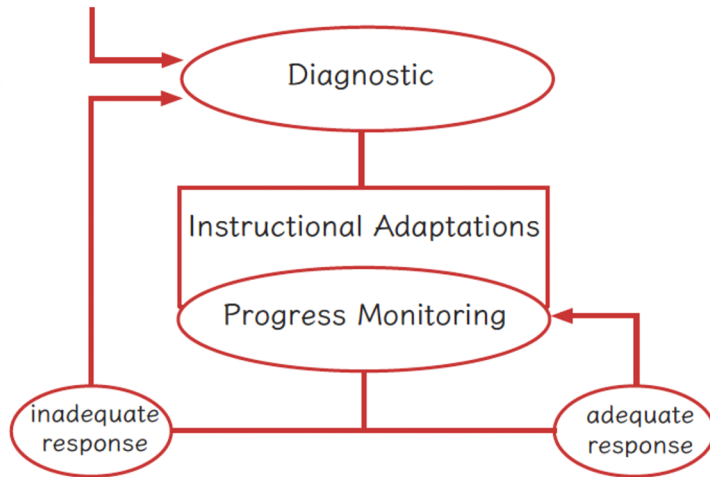 Diagnostic
Instructional Adaptations
Progress Monitoring
inadequate
response
adequate
response